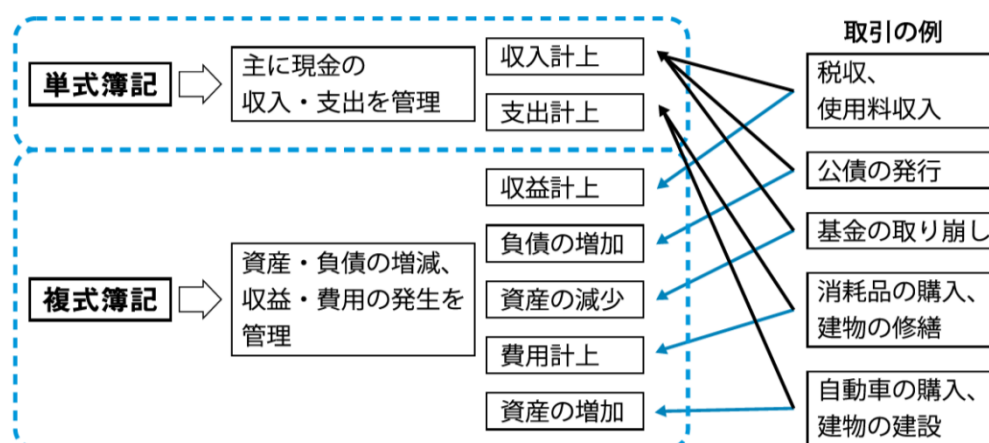 単式簿記
主に現金の
収入・支出を管理
収入計上
支出計上
複式簿記
資産・負債の増減、
収益・費用の発生を
管理
収益計上
負債の増加
資産の減少
費用計上
資産の増加
取引の例
税収、
使用料収入
公債の発行
基金の取り崩し
消耗品の購入、
建物の修繕
自動車の購入、
建物の建設